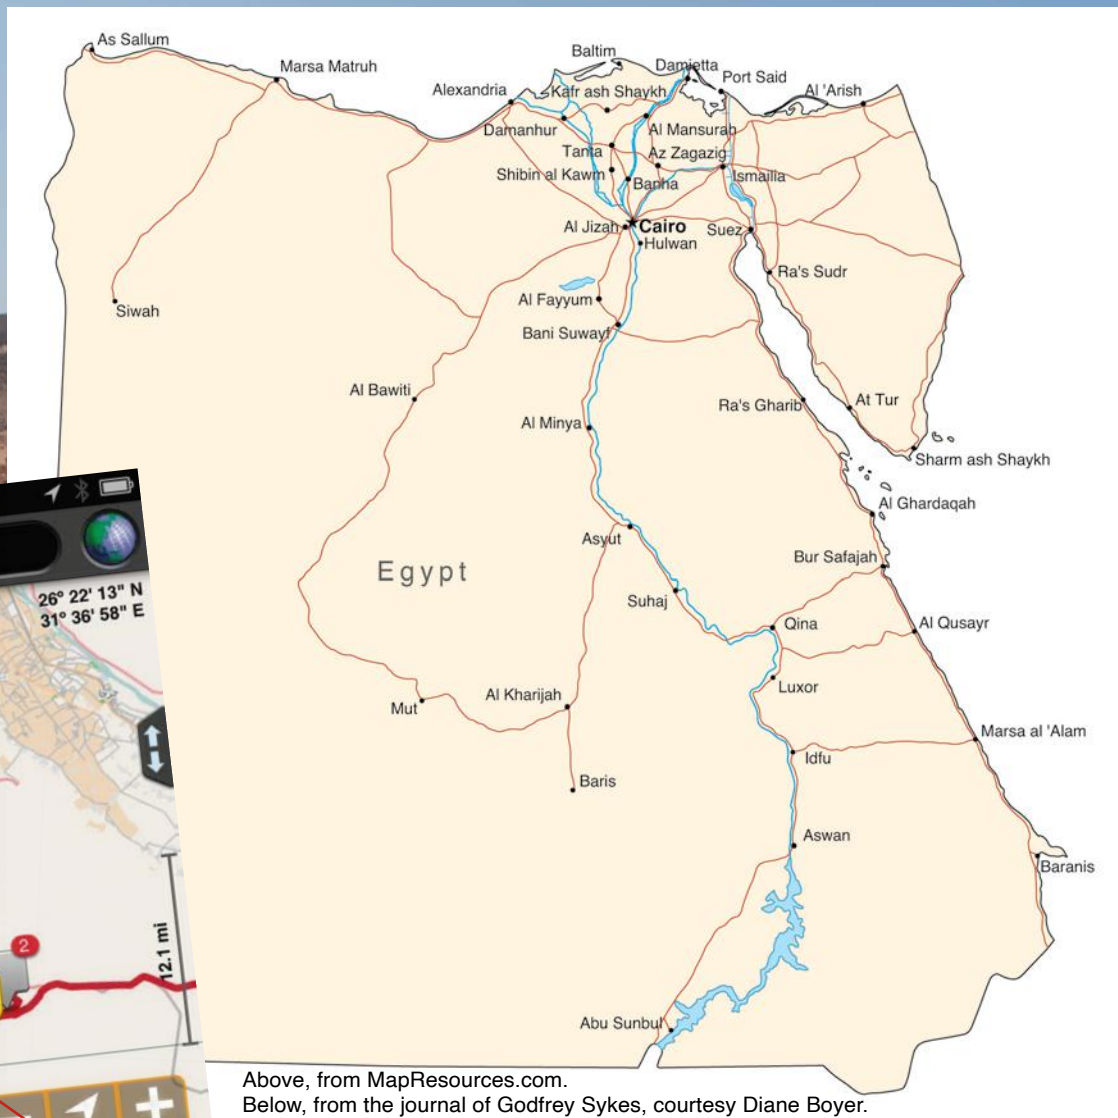 As Sallum
Marsa Matruh
Baltim
Damietta
Port Said
Alexandria
Kafr ash Shaykh
Al 'Arish
Damanhur
Al Mansurah
Tanta
Az Zagazig
Shibin al Kawm
Banha
Ismailia
Al Jizah
Cairo
Suez
Hulwan
Ra's Sudr
Al Fayyum
Siwah
Bani Suwayf
Al Bawiti
Ra's Gharib
At Tur
Al Minya
Sharm ash Shaykh
Al Ghardaqah
Asyut
Bur Safajah
Egypt
26° 22' 13" N
31° 36' 58" E
Suhaj
Qina
Al Qusayr
Luxor
Al Kharijah
Mut
Marsa al 'Alam
Idfu
Baris
Aswan
Baranis
2
12.1 mi
Abu Sunbul
Above, from MapResources.com.
Below, from the journal of Godfrey Sykes, courtesy Diane Boyer.